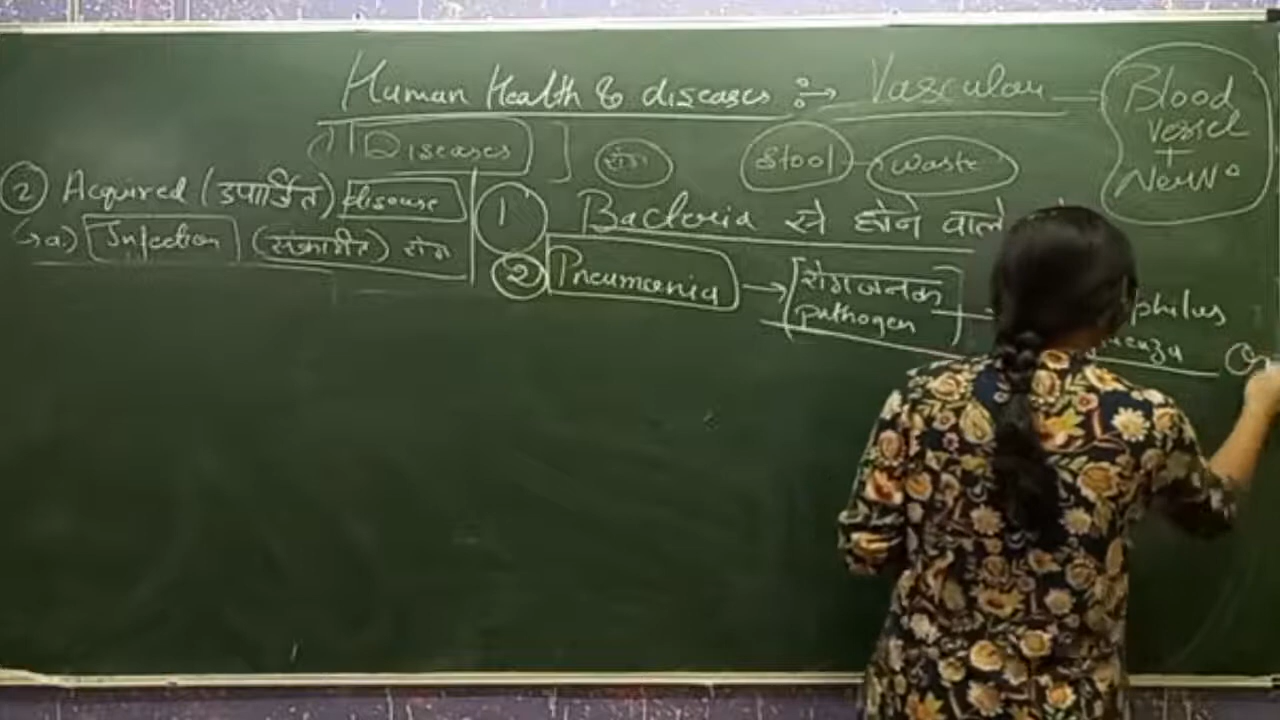 Human Health & diseases :→ Vascular
Blood
vessel
+
Diseases
रोग
Stool
waste
② Acquired (उपार्जित) disease
① Bacteria से होने वाले
↳ a) Infection (संक्रामित) रोग
② Pneumonia → रोगजनक
pathogen
philus